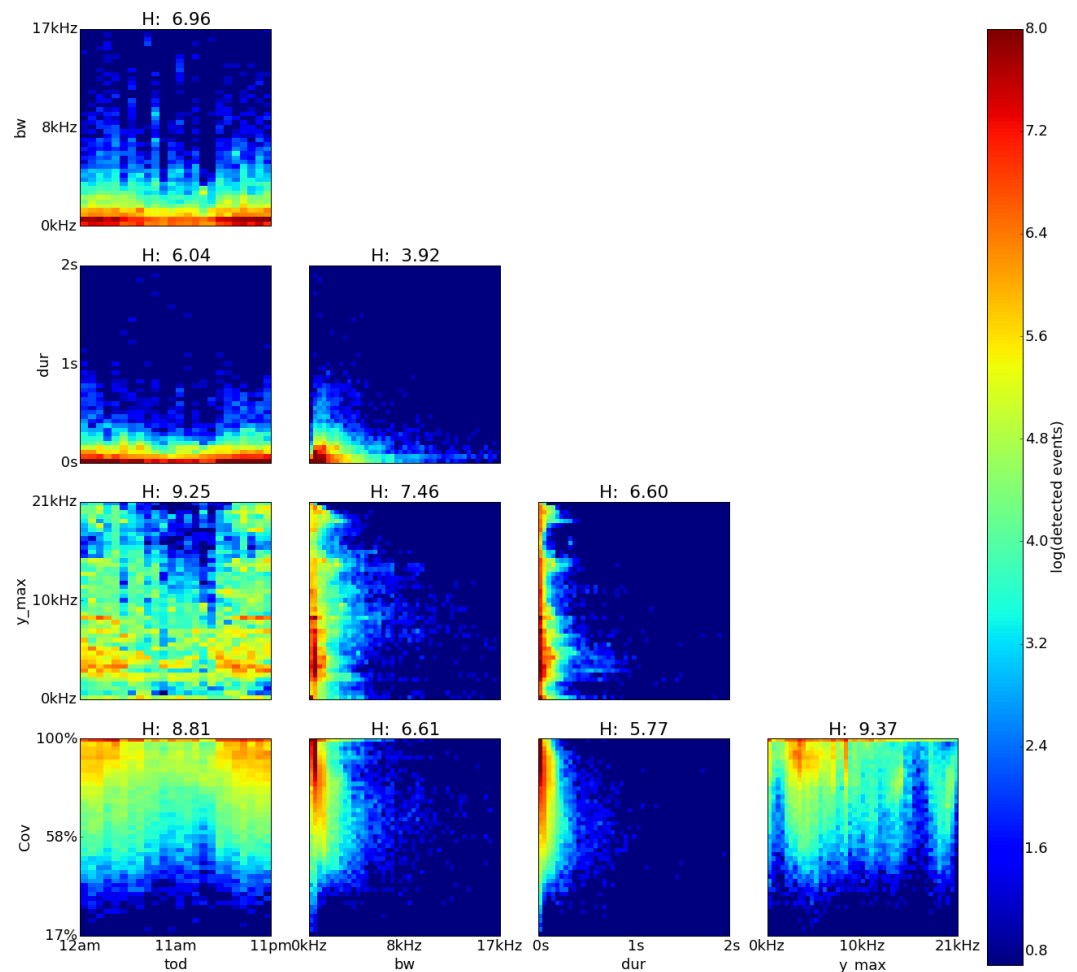 H: 6.96
17kHz
8kHz
0kHz
bw
8.0
7.2
6.4
5.6
4.8
4.0
3.2
2.4
1.6
0.8
log(detected events)
H: 6.04
2s
1s
0s
dur
H: 3.92
H: 9.25
21kHz
10kHz
0kHz
y_max
H: 7.46
H: 6.60
H: 8.81
100%
58%
17%
Cov
12am 11am 11pm
tod
H: 6.61
0kHz 8kHz 17kHz
bw
H: 5.77
0s 1s 2s
dur
H: 9.37
0kHz 10kHz 21kHz
y_max